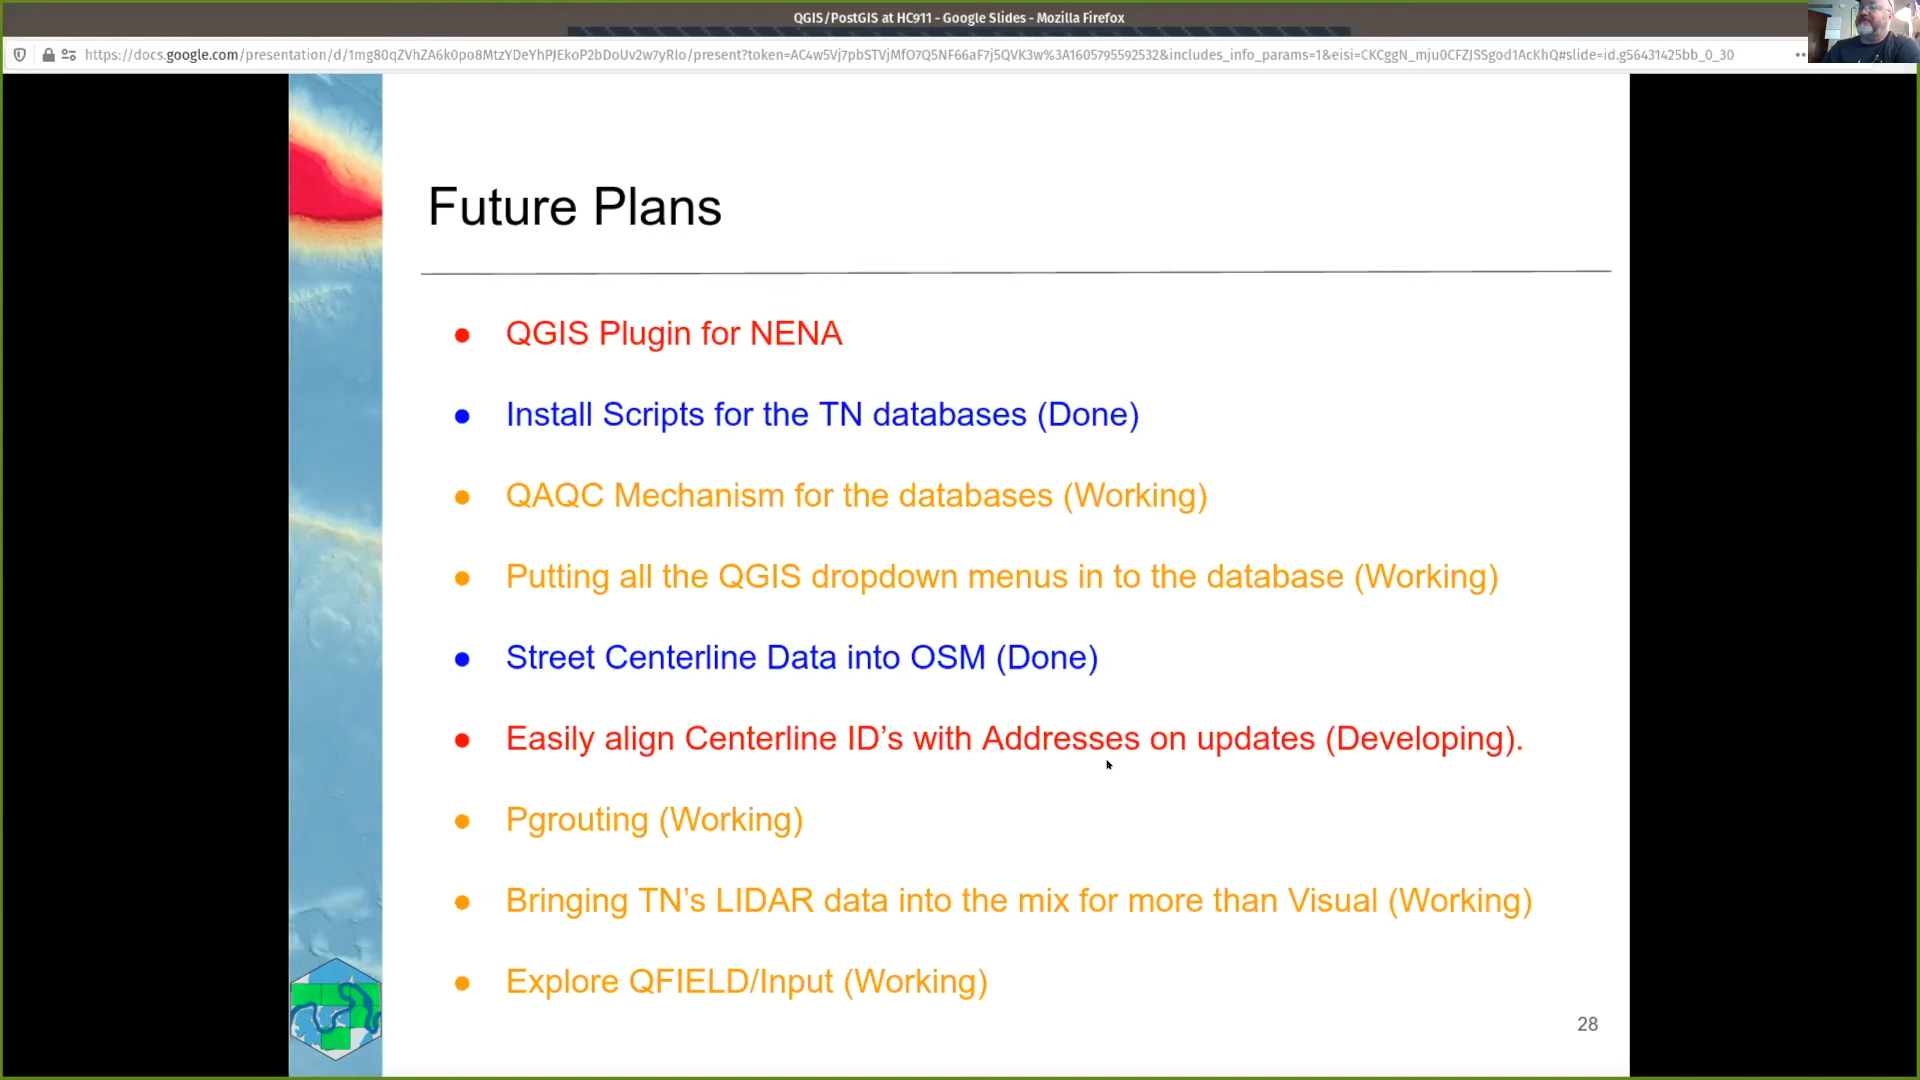 QGIS/PostGIS at HC911 - Google Slides - Mozilla Firefox
https://docs.google.com/presentation/d/1mg80qZVhZA6k0po8MtzYDeYhPJEkoP2bDoUv2w7yRIo/present?token=AC4w5Vj7pbSTVjMfO7Q5NF66aF7j5QVK3w%3A1605795592532&includes_info_params=1&eisi=CKCggN_mju0CFZJSSgod1AcKhQ#slide=id.g56431425bb_0_30
Future Plans
● QGIS Plugin for NENA
● Install Scripts for the TN databases (Done)
● QAQC Mechanism for the databases (Working)
● Putting all the QGIS dropdown menus in to the database (Working)
● Street Centerline Data into OSM (Done)
● Easily align Centerline ID’s with Addresses on updates (Developing).
● Pgrouting (Working)
● Bringing TN’s LIDAR data into the mix for more than Visual (Working)
● Explore QFIELD/Input (Working)
28